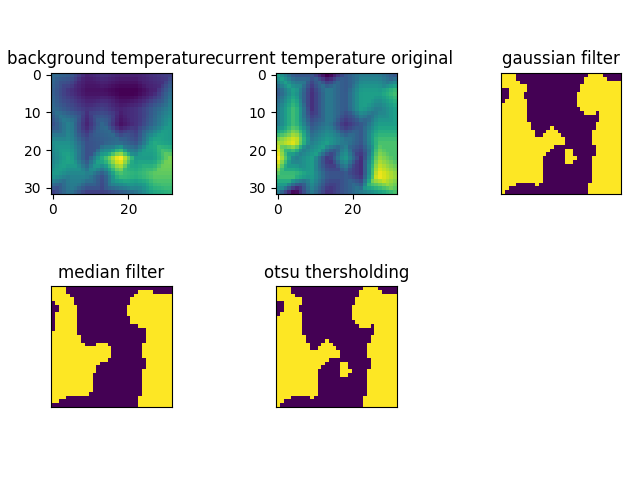 background temperature
current temperature original
gaussian filter
0
10
20
30
0
20
0
10
20
30
0
20
median filter
otsu thersholding